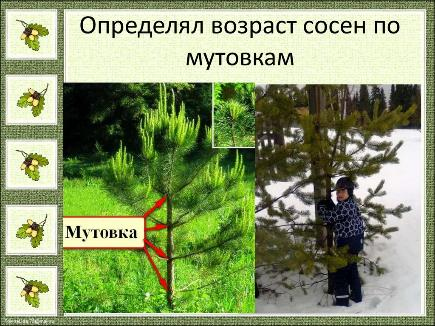 Определял возраст сосен по
мутовкам
Мутовка